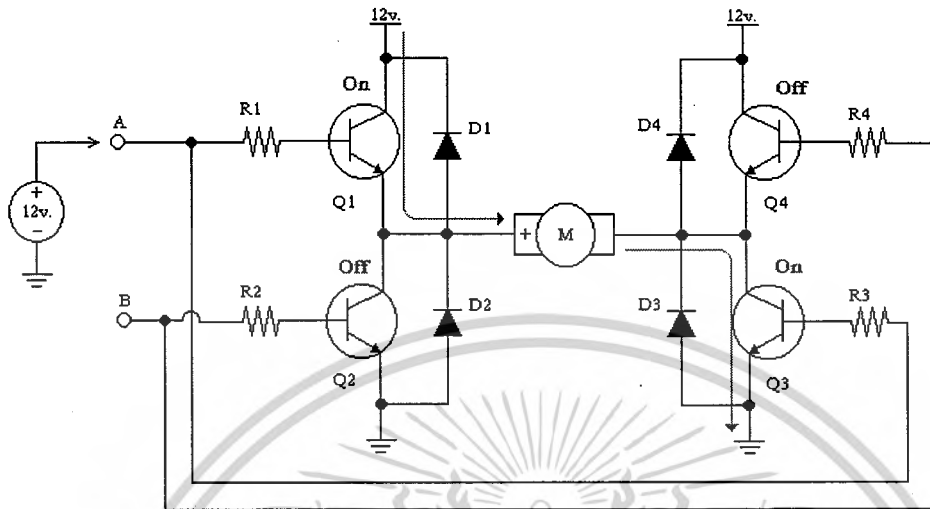 12v.
12v.
On
Off
A
R1
D1
D4
R4
+
12v.
−
Q1
Q4
+
M
Off
On
B
R2
D2
D3
R3
Q2
Q3